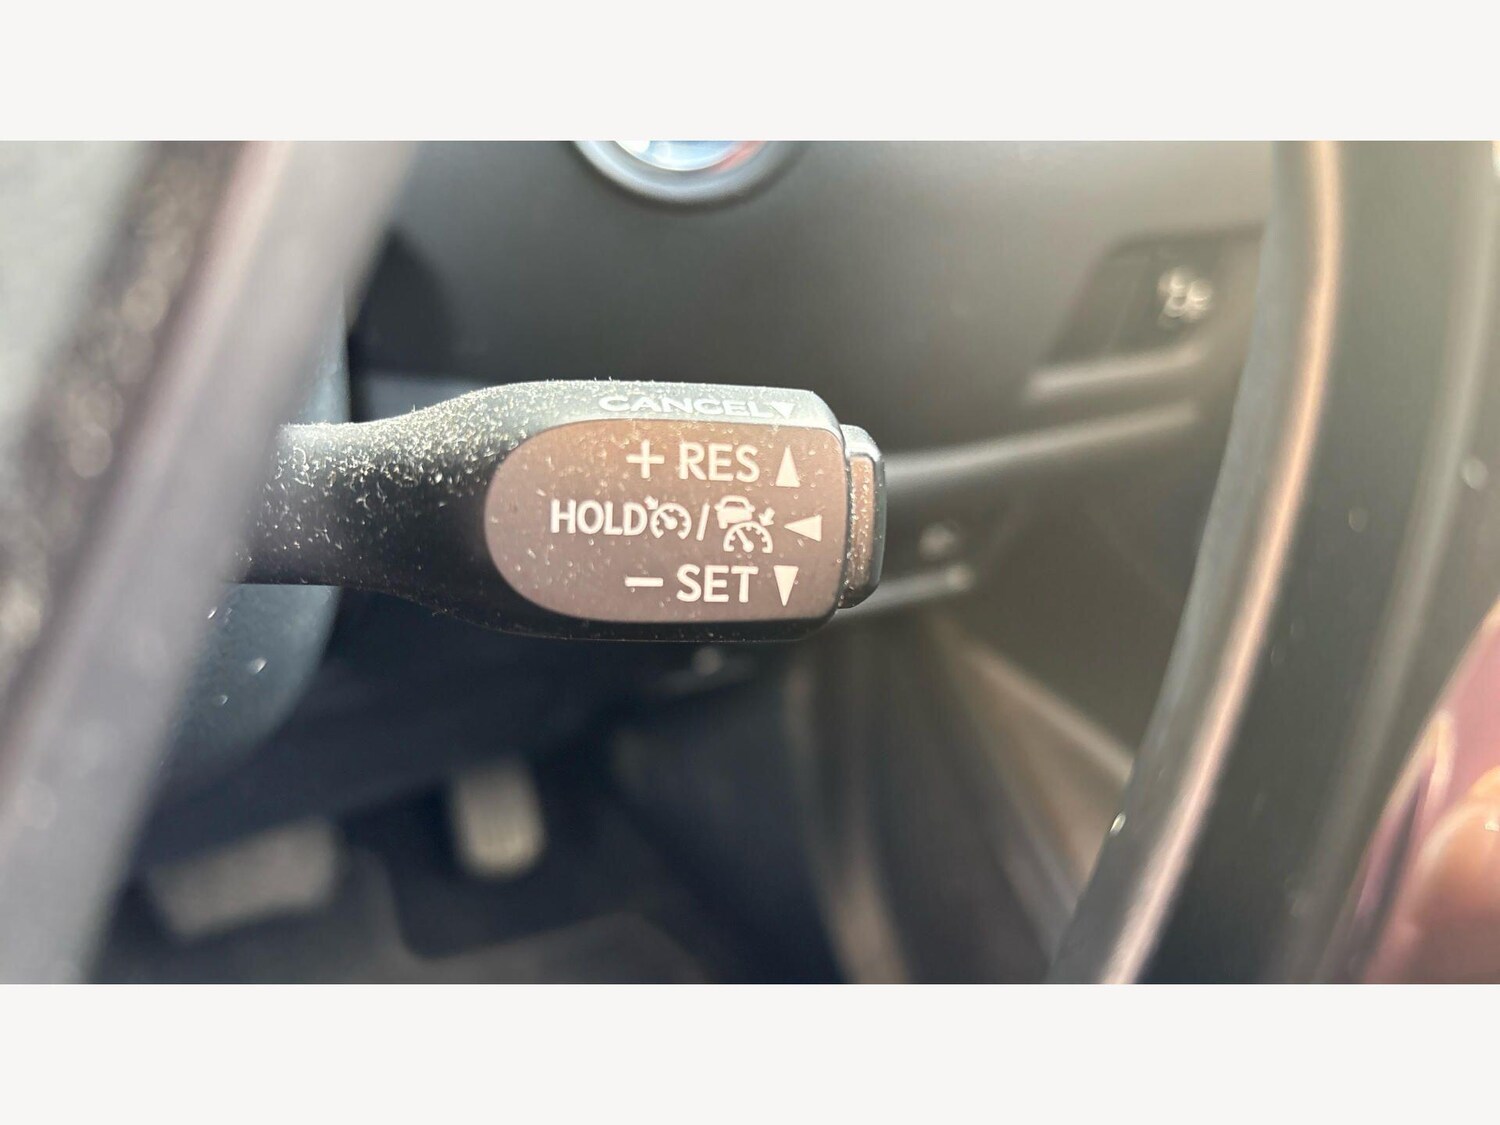 CANCEL▼
+ RES ▲
HOLD / ◀
− SET ▼